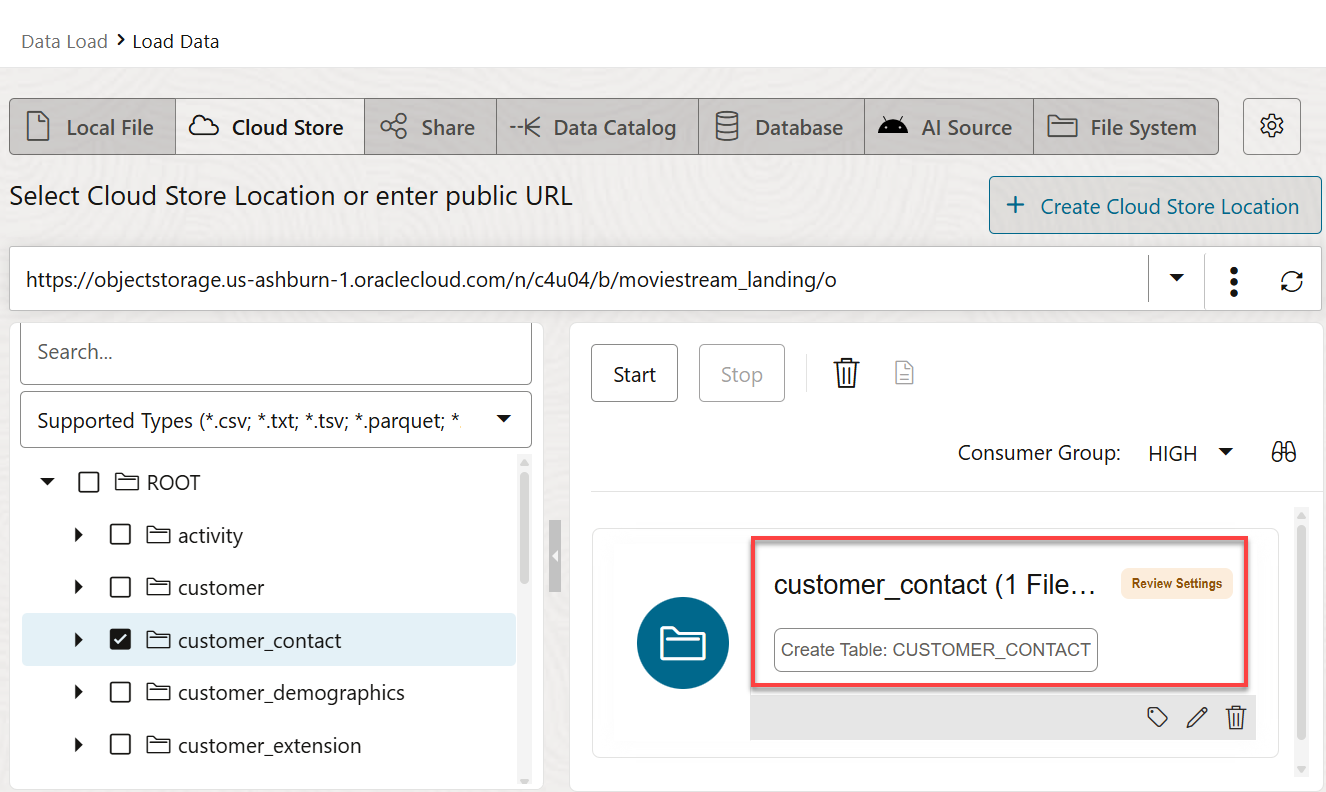 Data Load > Load Data
Local File Cloud Store Share Data Catalog Database AI Source File System
Select Cloud Store Location or enter public URL
+ Create Cloud Store Location
https://objectstorage.us-ashburn-1.oraclecloud.com/n/c4u04/b/moviestream_landing/o
Search...
Start Stop
Supported Types (*.csv; *.txt; *.tsv; *.parquet; *
Consumer Group: HIGH
ROOT
activity
customer
customer_contact
customer_demographics
customer_extension
customer_contact (1 File... Review Settings
Create Table: CUSTOMER_CONTACT